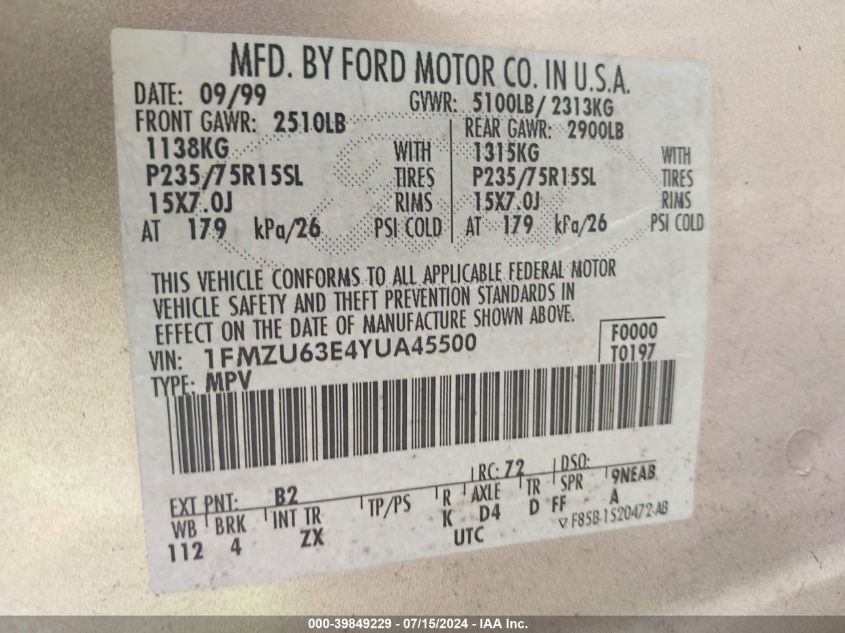 MFD. BY FORD MOTOR CO. IN U.S.A.
DATE: 09/99 GVWR: 5100LB/ 2313KG
FRONT GAWR: 2510LB REAR GAWR: 2900LB
1138KG WITH 1315KG WITH
P235/75R15SL TIRES P235/75R15SL TIRES
15X7.0J RIMS 15X7.0J RIMS
AT 179 kPa/26 PSI COLD AT 179 kPa/26 PSI COLD
THIS VEHICLE CONFORMS TO ALL APPLICABLE FEDERAL MOTOR
VEHICLE SAFETY AND THEFT PREVENTION STANDARDS IN
EFFECT ON THE DATE OF MANUFACTURE SHOWN ABOVE.
VIN: 1FMZU63E4YUA45500 F0000
TYPE: MPV T0197
EXT PNT: B2 RC: 72 DSO: 9NEAB
WB BRK INT TR TP/PS R AXLE TR SPR
112 4 ZX K D4 D FF A
UTC ▽ F85B-1520472-AB
000-39849229 - 07/15/2024 - IAA Inc.